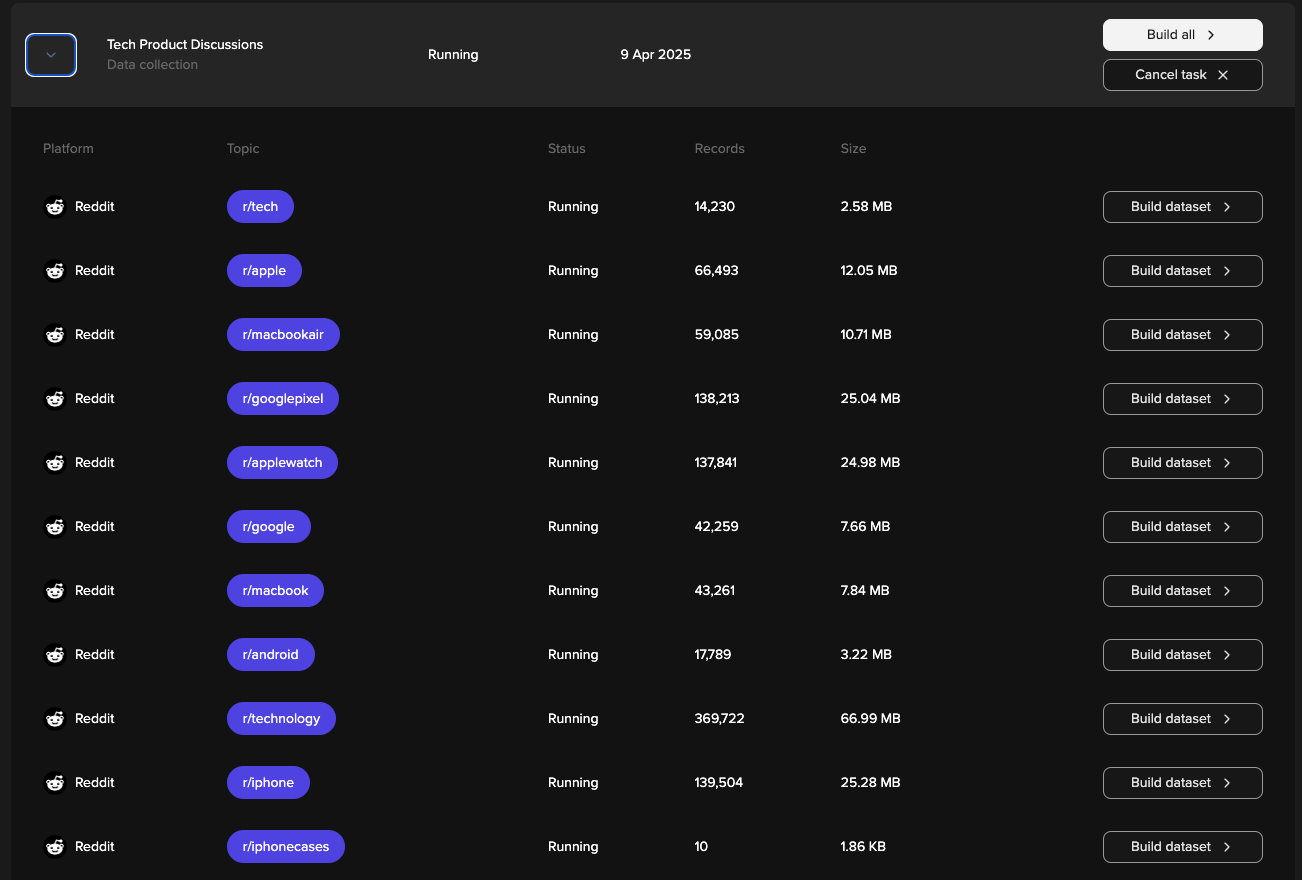 Tech Product Discussions
Data collection
Running
9 Apr 2025
Build all
Cancel task
Platform Topic Status Records Size
Reddit r/tech Running 14,230 2.58 MB Build dataset
Reddit r/apple Running 66,493 12.05 MB Build dataset
Reddit r/macbookair Running 59,085 10.71 MB Build dataset
Reddit r/googlepixel Running 138,213 25.04 MB Build dataset
Reddit r/applewatch Running 137,841 24.98 MB Build dataset
Reddit r/google Running 42,259 7.66 MB Build dataset
Reddit r/macbook Running 43,261 7.84 MB Build dataset
Reddit r/android Running 17,789 3.22 MB Build dataset
Reddit r/technology Running 369,722 66.99 MB Build dataset
Reddit r/iphone Running 139,504 25.28 MB Build dataset
Reddit r/iphonecases Running 10 1.86 KB Build dataset